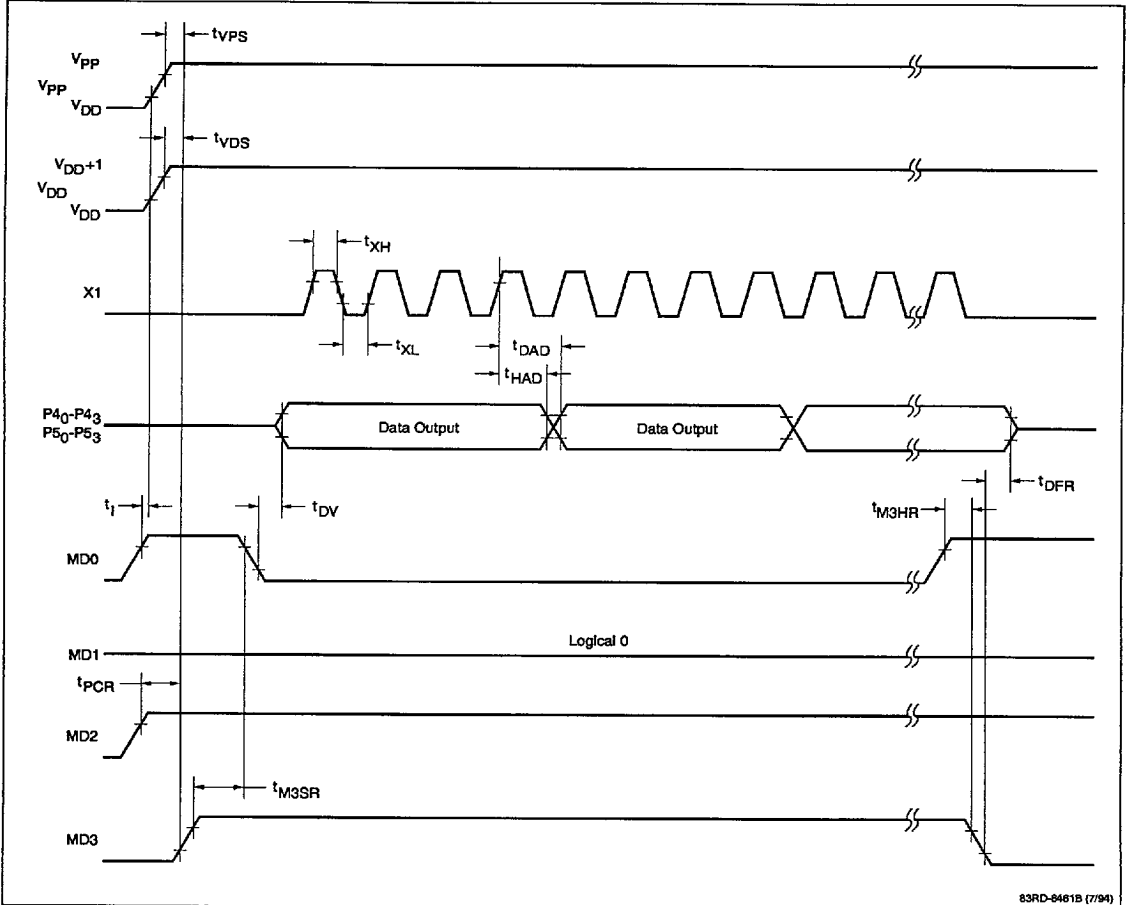 tVPS
VPP
VPP
VDD
tVDS
VDD+1
VDD
VDD
tXH
X1
tXL
tDAD
tHAD
P40-P43
P50-P53
Data Output
Data Output
tDFR
tI
tDV
tM3HR
MD0
Logical 0
MD1
tPCR
MD2
tM3SR
MD3
83RD-8461B (7/94)